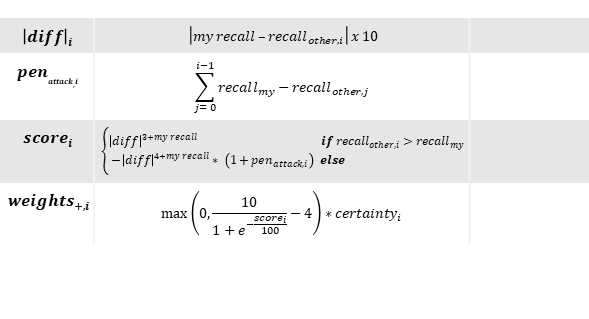 |diff|ᵢ |my recall – recall_other,i| x 10
pen_attack,i ∑_{j=0}^{i−1} recall_my − recall_other,j
score_i { |diff|^{3+my recall} if recall_other,i > recall_my
−|diff|^{4+my recall} * (1+pen_attack,i) else
weights_+,i max(0, 10 / (1 + e^{−score_i/100}) − 4) * certainty_i